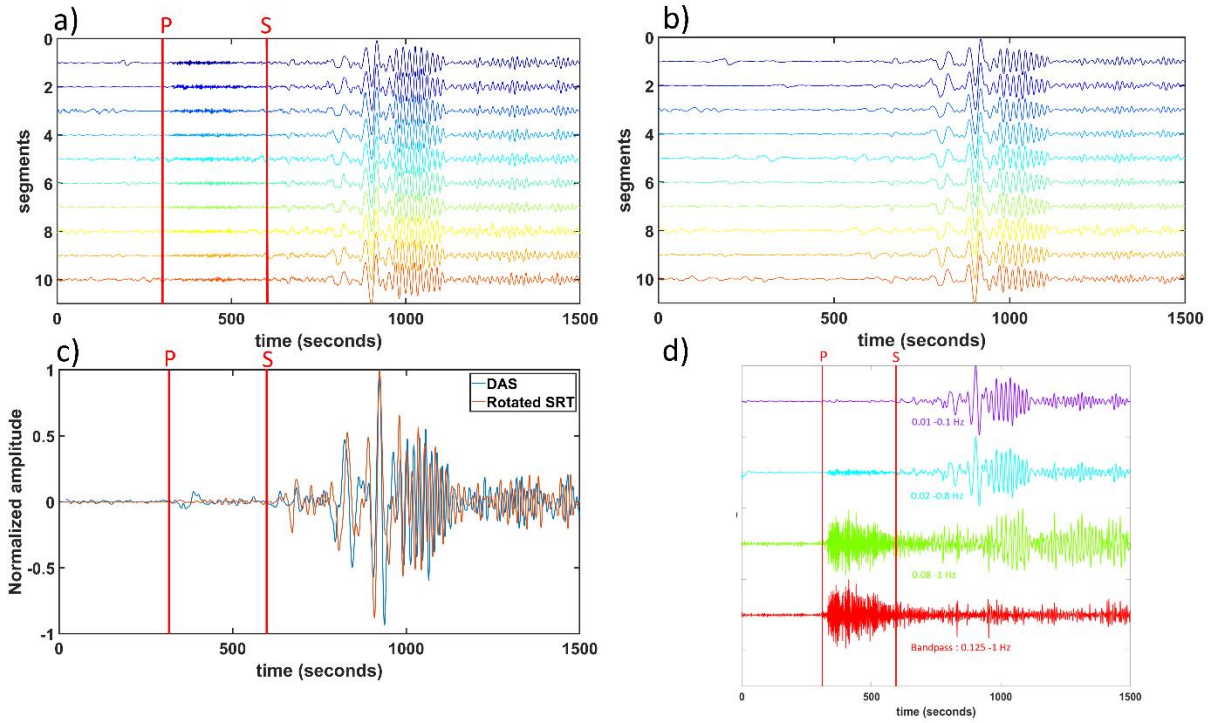 a)
P
S
0
2
4
6
8
10
segments
0
500
1000
1500
time (seconds)
b)
0
2
4
6
8
10
segments
0
500
1000
1500
time (seconds)
c)
P
S
1
0.5
0
-0.5
-1
Normalized amplitude
DAS
Rotated SRT
0
500
1000
1500
time (seconds)
d)
P
S
0.01 -0.1 Hz
0.02 -0.8 Hz
0.08 -1 Hz
Bandpass : 0.125 -1 Hz
0
500
1000
1500
time (seconds)